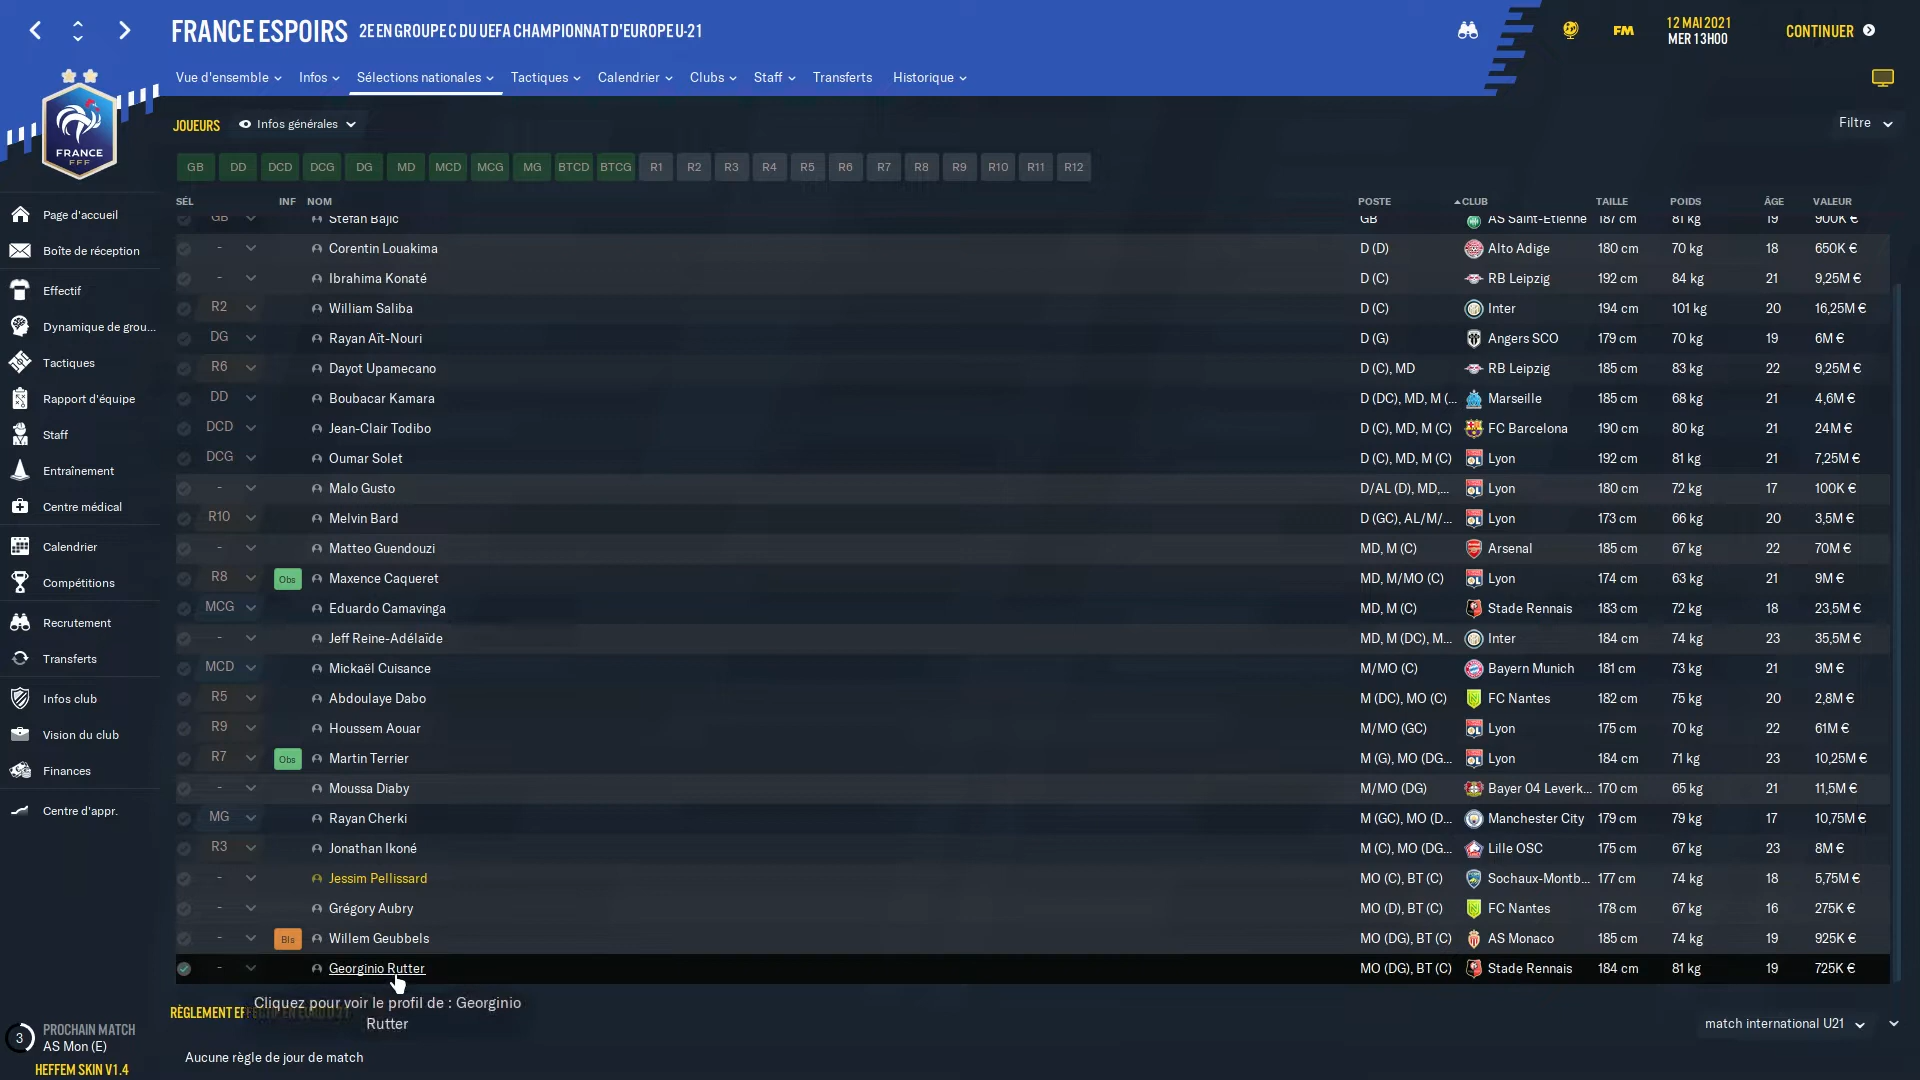 FRANCE ESPOIRS 2E EN GROUPE C DU UEFA CHAMPIONNAT D'EUROPE U-21
FM
12 MAI 2021
MER 13H00
CONTINUER
Vue d'ensemble Infos Sélections nationales Tactiques Calendrier Clubs Staff Transferts Historique
FRANCE
FFF
JOUEURS Infos générales Filtre
GB DD DCD DCG DG MD MCD MCG MG BTCD BTCG R1 R2 R3 R4 R5 R6 R7 R8 R9 R10 R11 R12
SÉL INF NOM POSTE CLUB TAILLE POIDS ÂGE VALEUR
GB Stefan Bajic GB AS Saint-Etienne 187 cm 81 kg 19 900K €
- Corentin Louakima D (D) Alto Adige 180 cm 70 kg 18 650K €
- Ibrahima Konaté D (C) RB Leipzig 192 cm 84 kg 21 9,25M €
R2 William Saliba D (C) Inter 194 cm 101 kg 20 16,25M €
DG Rayan Aït-Nouri D (G) Angers SCO 179 cm 70 kg 19 6M €
R6 Dayot Upamecano D (C), MD RB Leipzig 185 cm 83 kg 22 9,25M €
DD Boubacar Kamara D (DC), MD, M (... Marseille 185 cm 68 kg 21 4,6M €
DCD Jean-Clair Todibo D (C), MD, M (C) FC Barcelona 190 cm 80 kg 21 24M €
DCG Oumar Solet D (C), MD, M (C) Lyon 192 cm 81 kg 21 7,25M €
- Malo Gusto D/AL (D), MD,... Lyon 180 cm 72 kg 17 100K €
R10 Melvin Bard D (GC), AL/M/... Lyon 173 cm 66 kg 20 3,5M €
- Matteo Guendouzi MD, M (C) Arsenal 185 cm 67 kg 22 70M €
R8 Obs Maxence Caqueret MD, M/MO (C) Lyon 174 cm 63 kg 21 9M €
MCG Eduardo Camavinga MD, M (C) Stade Rennais 183 cm 72 kg 18 23,5M €
- Jeff Reine-Adélaïde MD, M (DC), M... Inter 184 cm 74 kg 23 35,5M €
MCD Mickaël Cuisance M/MO (C) Bayern Munich 181 cm 73 kg 21 9M €
R5 Abdoulaye Dabo M (DC), MO (C) FC Nantes 182 cm 75 kg 20 2,8M €
R9 Houssem Aouar M/MO (GC) Lyon 175 cm 70 kg 22 61M €
R7 Obs Martin Terrier M (G), MO (DG... Lyon 184 cm 71 kg 23 10,25M €
- Moussa Diaby M/MO (DG) Bayer 04 Leverk... 170 cm 65 kg 21 11,5M €
MG Rayan Cherki M (GC), MO (D... Manchester City 179 cm 79 kg 17 10,75M €
R3 Jonathan Ikoné M (C), MO (DG... Lille OSC 175 cm 67 kg 23 8M €
- Jessim Pellissard MO (C), BT (C) Sochaux-Montb... 177 cm 74 kg 18 5,75M €
- Grégory Aubry MO (D), BT (C) FC Nantes 178 cm 67 kg 16 275K €
- Bls Willem Geubbels MO (DG), BT (C) AS Monaco 185 cm 74 kg 19 925K €
- Georginio Rutter MO (DG), BT (C) Stade Rennais 184 cm 81 kg 19 725K €
Cliquez pour voir le profil de : Georginio
Rutter
match international U21
Aucune règle de jour de match
Page d'accueil
Boîte de réception
Effectif
Dynamique de grou...
Tactiques
Rapport d'équipe
Staff
Entraînement
Centre médical
Calendrier
Compétitions
Recrutement
Transferts
Infos club
Vision du club
Finances
Centre d'appr.
3 PROCHAIN MATCH
AS Mon (E)
HEFFEM SKIN V1.4